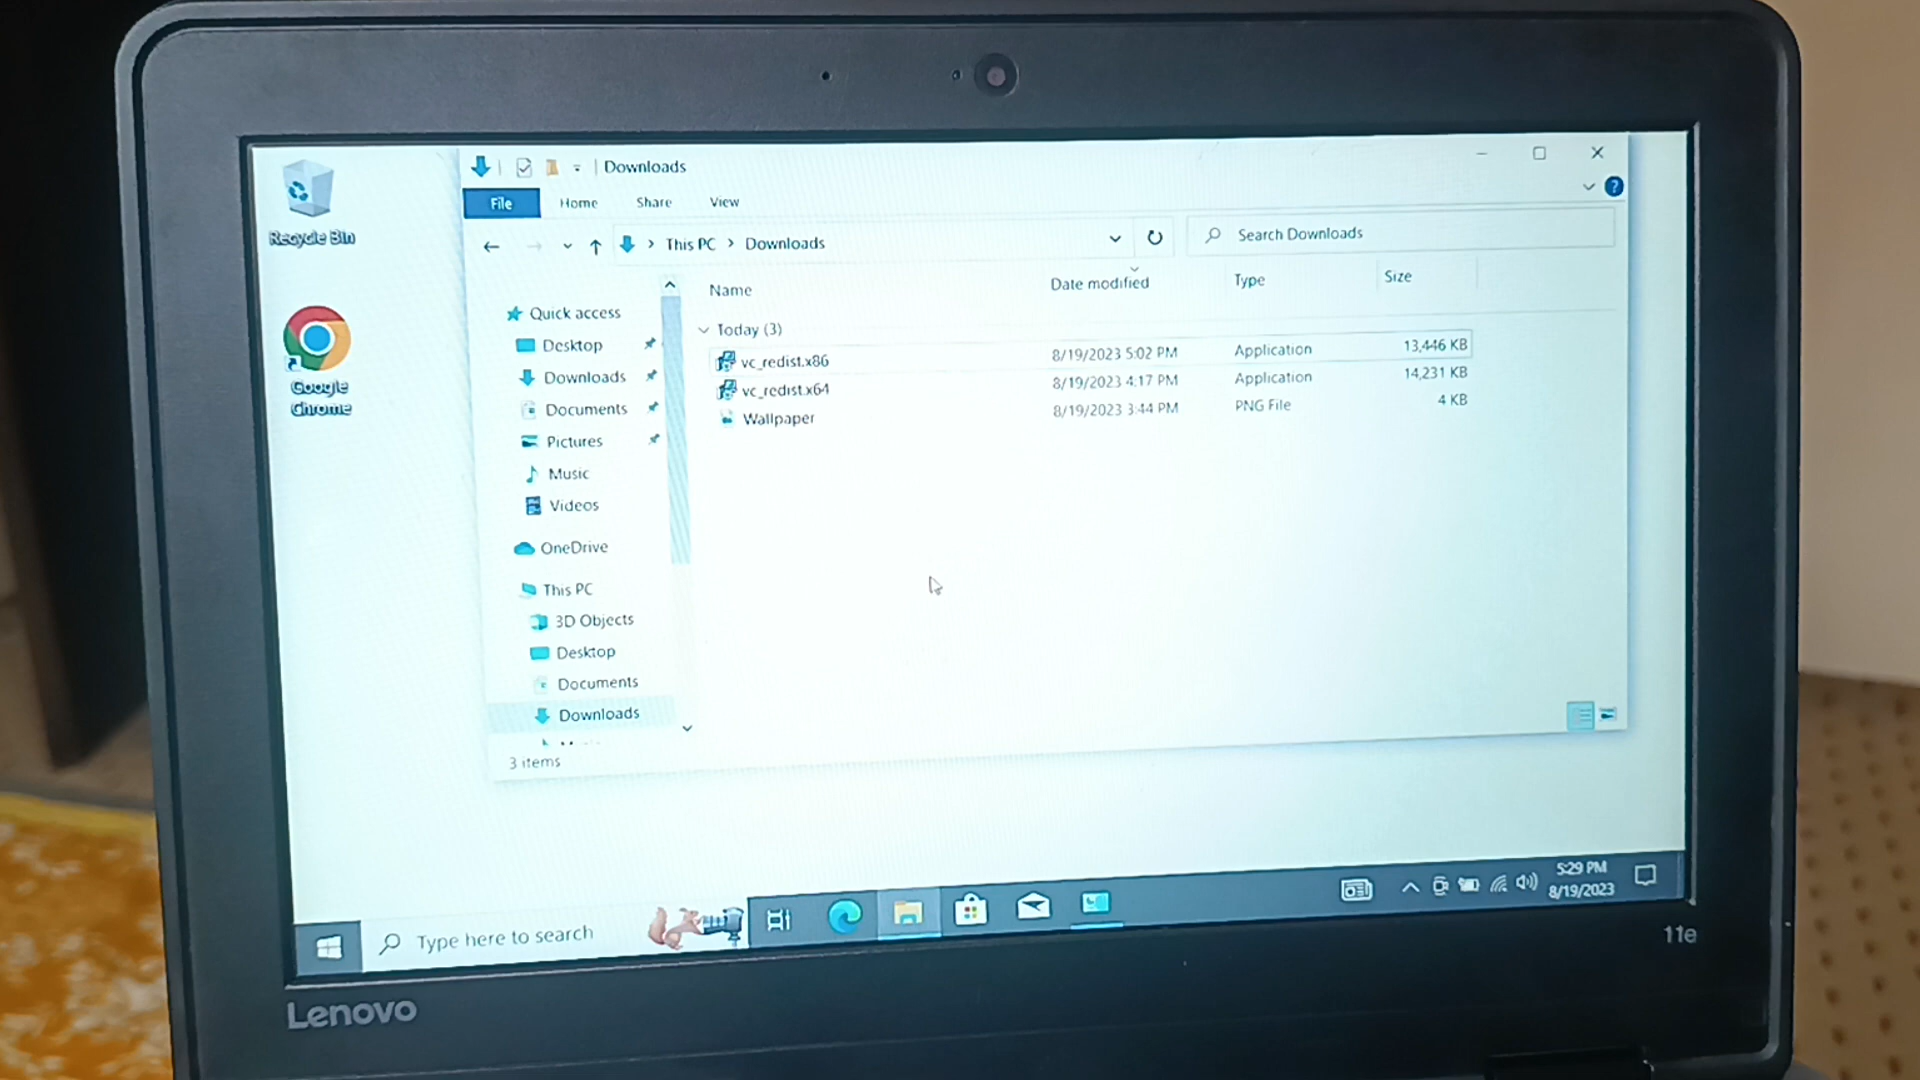 Downloads
File Home Share View
This PC > Downloads
Search Downloads
Recycle Bin
Google Chrome
Quick access
Desktop
Downloads
Documents
Pictures
Music
Videos
OneDrive
This PC
3D Objects
Desktop
Documents
Downloads
Name Date modified Type Size
Today (3)
vc_redist.x86 8/19/2023 5:02 PM Application 13,446 KB
vc_redist.x64 8/19/2023 4:17 PM Application 14,231 KB
Wallpaper 8/19/2023 3:44 PM PNG File 4 KB
3 items
Type here to search
5:29 PM
8/19/2023
11e
Lenovo